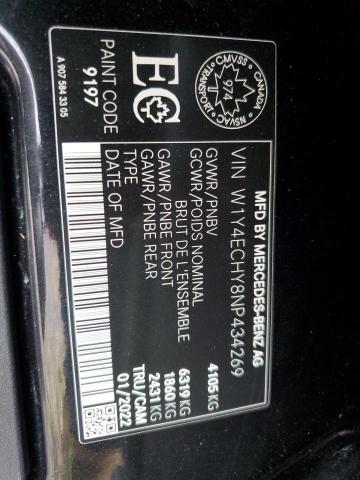 MFD BY MERCEDES-BENZ AG
VIN W1Y4ECHY8NP434269
GVWR/PNBV 4105 KG
GCWR/POIDS NOMINAL
BRUT DE L'ENSEMBLE 6319 KG
GAWR/PNBE FRONT 1860 KG
GAWR/PNBE REAR 2431 KG
TYPE TRU/CAM
DATE OF MFD 01/2022
CANADA
CMVSS
TRANSPORT
974
NSVAC
EC
PAINT CODE
9197
A 907 584 33 05